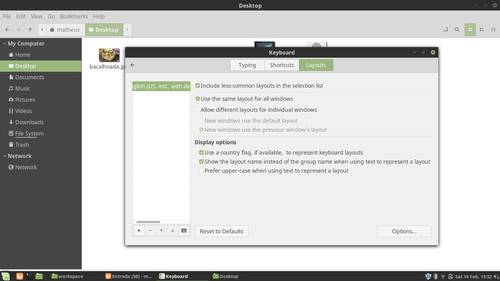 Desktop
File Edit View Go Bookmarks Help
matheus Desktop
My Computer
Home
Desktop
Documents
Music
Pictures
Videos
Downloads
File System
Trash
Network
Network
bacalhoada.jp
Keyboard
Typing Shortcuts Layouts
glish (US, intl., with de
Include less-common layouts in the selection list
Use the same layout for all windows
Allow different layouts for individual windows
New windows use the default layout
New windows use the previous window's layout
Display options
Use a country flag, if available, to represent keyboard layouts
Show the layout name instead of the group name when using text to represent a layout
Prefer upper-case when using text to represent a layout
Reset to Defaults
Options...
workspace
Entrada (56) - m...
Keyboard
Desktop
Sat 16 Feb, 15:32